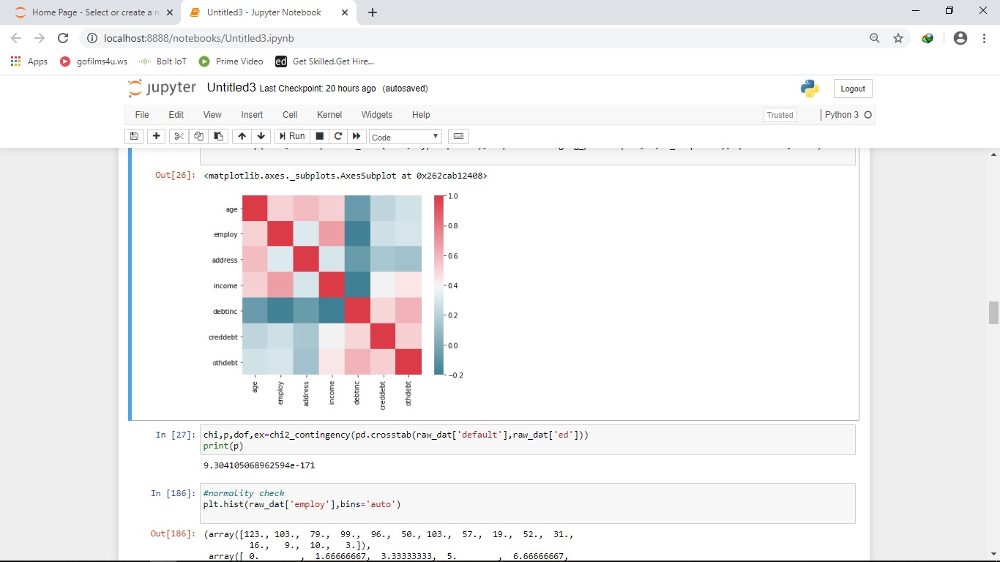 Home Page - Select or create a n
Untitled3 - Jupyter Notebook
localhost:8888/notebooks/Untitled3.ipynb
Apps
gofilms4u.ws
Bolt IoT
Prime Video
ed
Get Skilled.Get Hire...
jupyter
Untitled3 Last Checkpoint: 20 hours ago (autosaved)
Logout
File Edit View Insert Cell Kernel Widgets Help
Trusted
Python 3
Run
Code
Out[26]: <matplotlib.axes._subplots.AxesSubplot at 0x262cab12408>
age
employ
address
income
debtinc
creddebt
othdebt
age employ address income debtinc creddebt othdebt
1.0
0.8
0.6
0.4
0.2
0.0
−0.2
In [27]: chi,p,dof,ex=chi2_contingency(pd.crosstab(raw_dat['default'],raw_dat['ed']))
print(p)
9.304105068962594e-171
In [186]: #normality check
plt.hist(raw_dat['employ'],bins='auto')
Out[186]: (array([123., 103., 79., 99., 96., 50., 103., 57., 19., 52., 31.,
16., 9., 10., 3.]),
array([ 0. , 1.66666667, 3.33333333, 5. , 6.66666667,